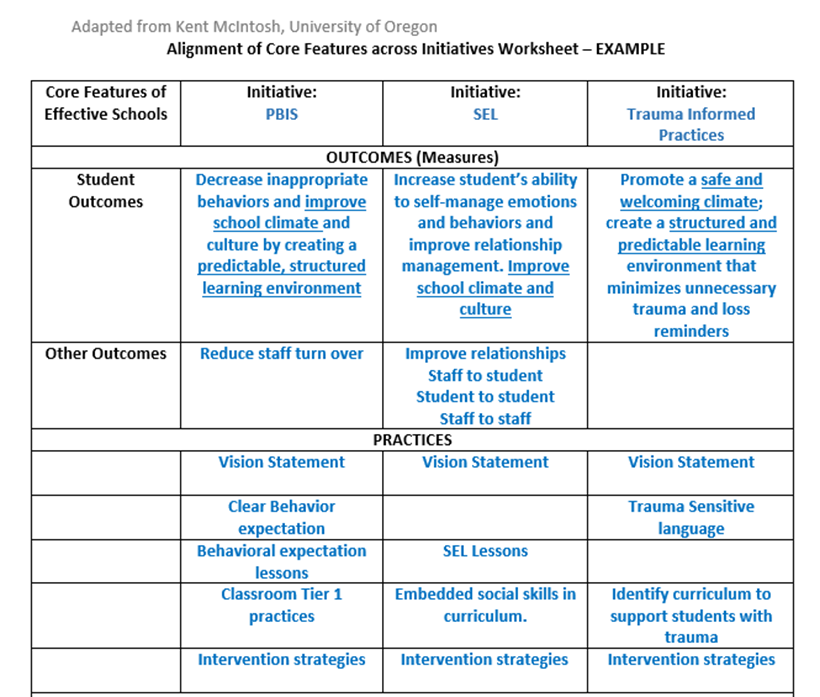 Adapted from Kent McIntosh, University of Oregon
Alignment of Core Features across Initiatives Worksheet – EXAMPLE
Core Features of
Effective Schools
Initiative:
PBIS
Initiative:
SEL
Initiative:
Trauma Informed
Practices
OUTCOMES (Measures)
Student
Outcomes
Decrease inappropriate
behaviors and improve
school climate and
culture by creating a
predictable, structured
learning environment
Increase student’s ability
to self-manage emotions
and behaviors and
improve relationship
management. Improve
school climate and
culture
Promote a safe and
welcoming climate;
create a structured and
predictable learning
environment that
minimizes unnecessary
trauma and loss
reminders
Other Outcomes
Reduce staff turn over
Improve relationships
Staff to student
Student to student
Staff to staff
PRACTICES
Vision Statement
Vision Statement
Vision Statement
Clear Behavior
expectation
Trauma Sensitive
language
Behavioral expectation
lessons
SEL Lessons
Classroom Tier 1
practices
Embedded social skills in
curriculum.
Identify curriculum to
support students with
trauma
Intervention strategies
Intervention strategies
Intervention strategies